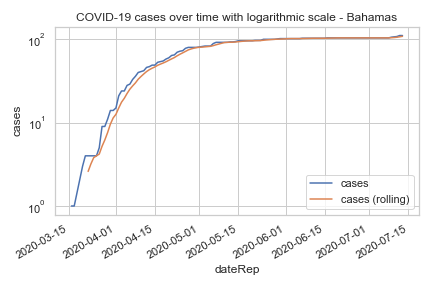 COVID-19 cases over time with logarithmic scale - Bahamas
10²
10¹
10⁰
cases
cases
cases (rolling)
2020-03-15
2020-04-01
2020-04-15
2020-05-01
2020-05-15
2020-06-01
2020-06-15
2020-07-01
2020-07-15
dateRep